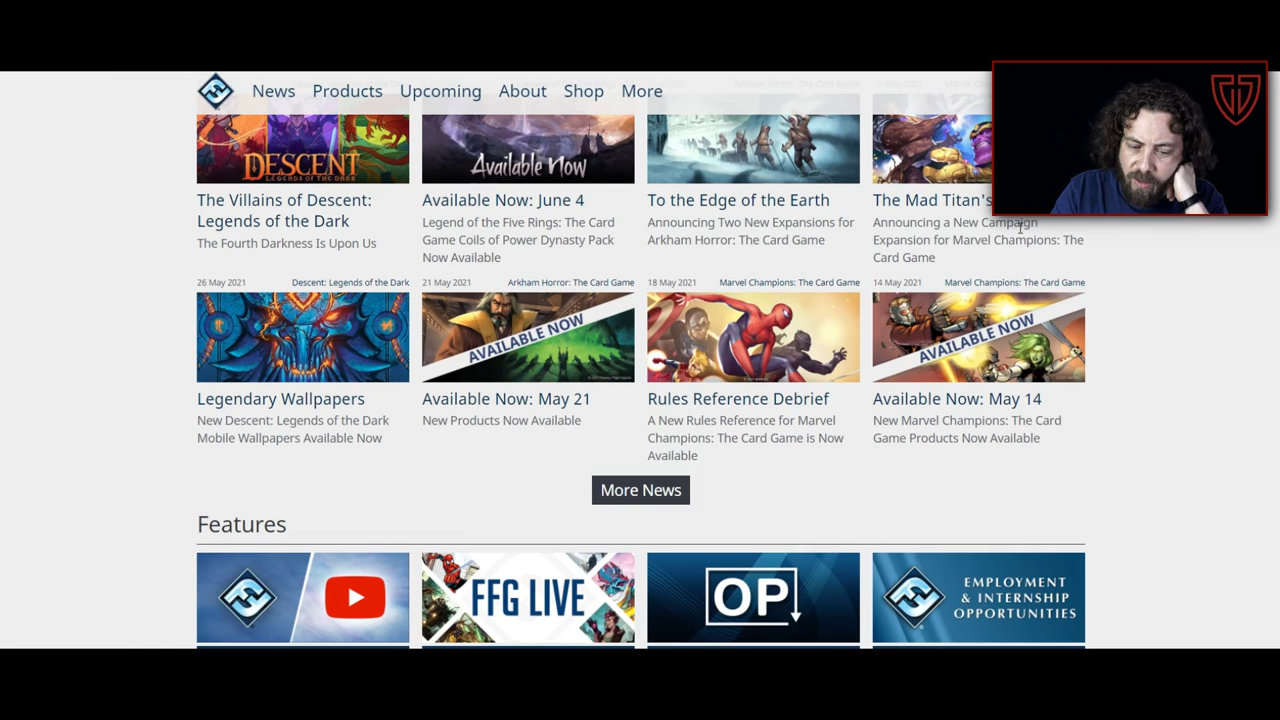 News Products Upcoming About Shop More
DESCENT
LEGENDS OF THE DARK
Available Now
The Villains of Descent:
Legends of the Dark
The Fourth Darkness Is Upon Us
Available Now: June 4
Legend of the Five Rings: The Card
Game Coils of Power Dynasty Pack
Now Available
To the Edge of the Earth
Announcing Two New Expansions for
Arkham Horror: The Card Game
The Mad Titan's
Announcing a New Campaign
Expansion for Marvel Champions: The
Card Game
26 May 2021 Descent: Legends of the Dark
21 May 2021 Arkham Horror: The Card Game
18 May 2021 Marvel Champions: The Card Game
14 May 2021 Marvel Champions: The Card Game
AVAILABLE NOW
AVAILABLE NOW
Legendary Wallpapers
New Descent: Legends of the Dark
Mobile Wallpapers Available Now
Available Now: May 21
New Products Now Available
Rules Reference Debrief
A New Rules Reference for Marvel
Champions: The Card Game is Now
Available
Available Now: May 14
New Marvel Champions: The Card
Game Products Now Available
More News
Features
FFG LIVE
OP
EMPLOYMENT
& INTERNSHIP
OPPORTUNITIES